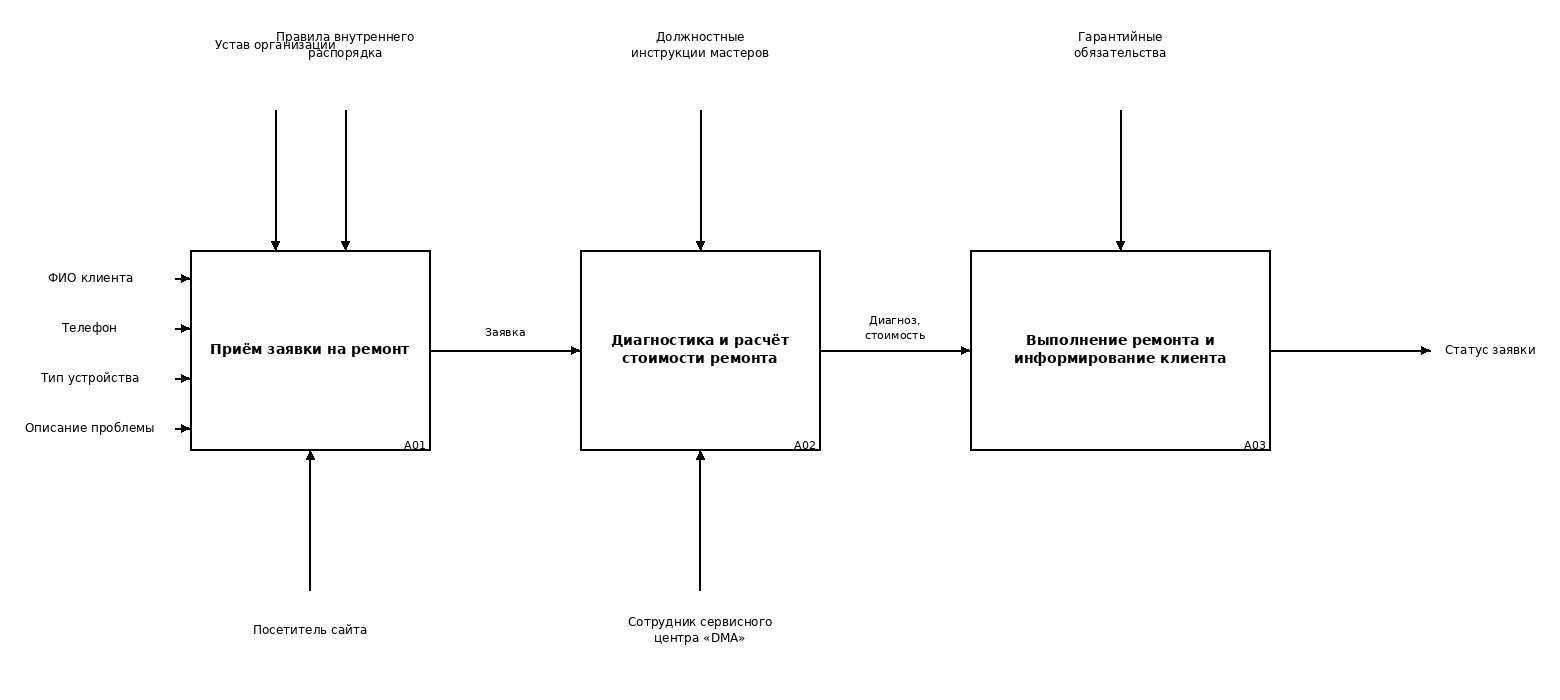 Устав организации
Правила внутреннего
распорядка
Должностные
инструкции мастеров
Гарантийные
обязательства
ФИО клиента
Телефон
Тип устройства
Описание проблемы
Приём заявки на ремонт
A01
Заявка
Диагностика и расчёт
стоимости ремонта
A02
Диагноз,
стоимость
Выполнение ремонта и
информирование клиента
A03
Статус заявки
Посетитель сайта
Сотрудник сервисного
центра «DMA»